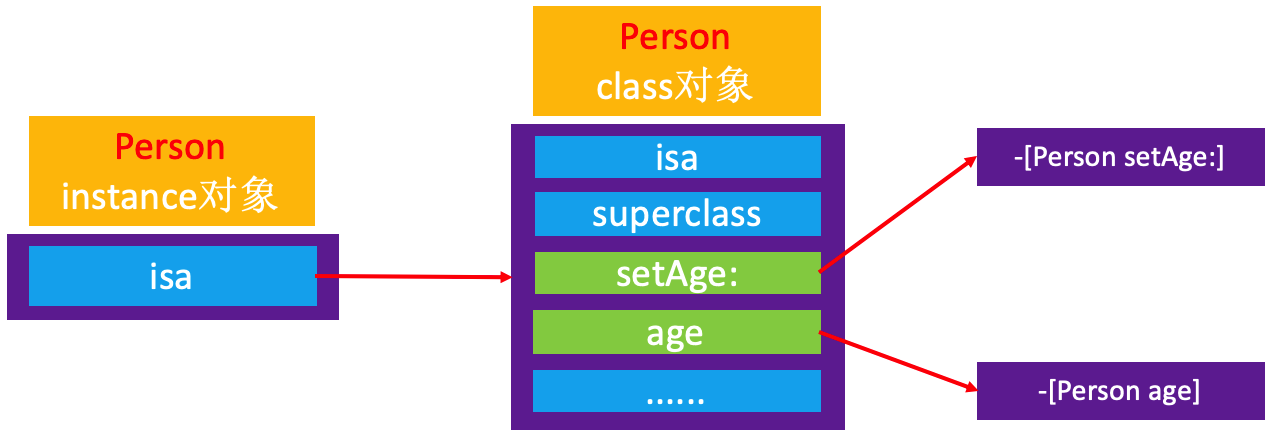 Person
instance对象
isa
Person
class对象
isa
superclass
setAge:
age
......
-[Person setAge:]
-[Person age]